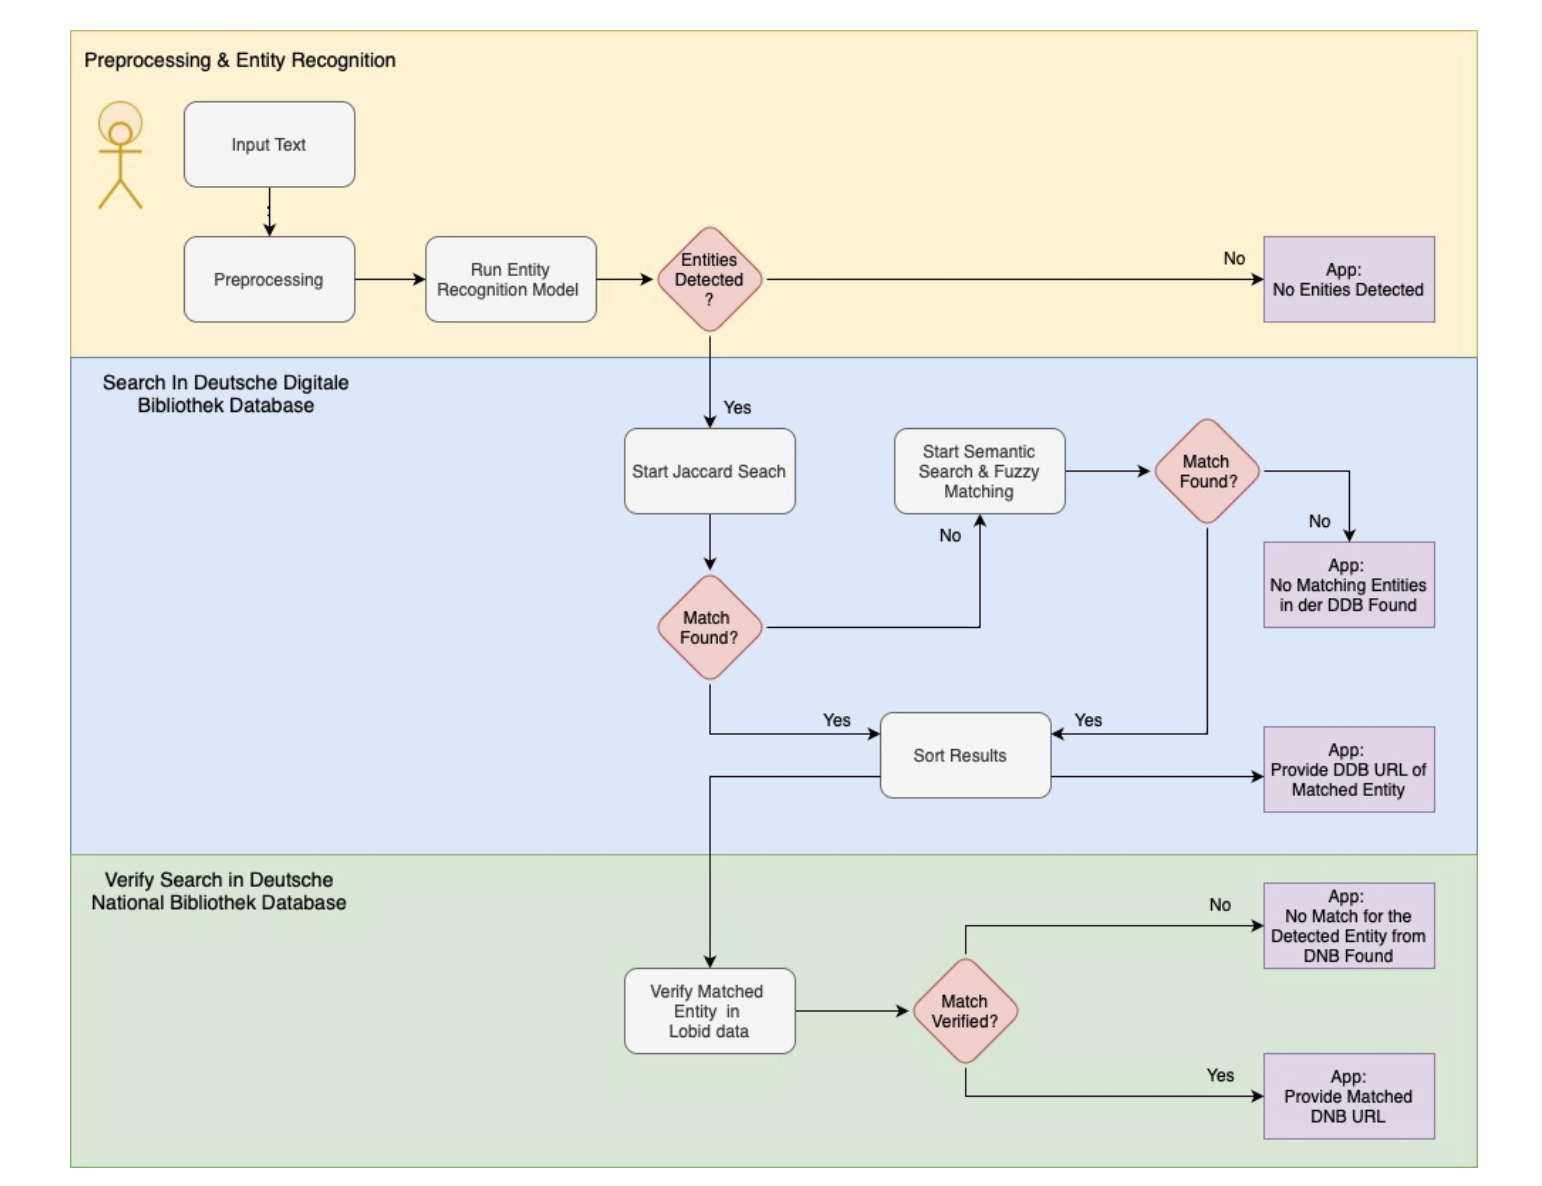 Preprocessing & Entity Recognition
Input Text
:
Preprocessing
Run Entity
Recognition Model
Entities
Detected
?
No
App:
No Enities Detected
Search In Deutsche Digitale
Bibliothek Database
Yes
Start Jaccard Seach
Start Semantic
Search & Fuzzy
Matching
Match
Found?
No
No
App:
No Matching Entities
in der DDB Found
Match
Found?
Yes
Yes
Sort Results
App:
Provide DDB URL of
Matched Entity
Verify Search in Deutsche
National Bibliothek Database
No
App:
No Match for the
Detected Entity from
DNB Found
Verify Matched
Entity in
Lobid data
Match
Verified?
Yes
App:
Provide Matched
DNB URL